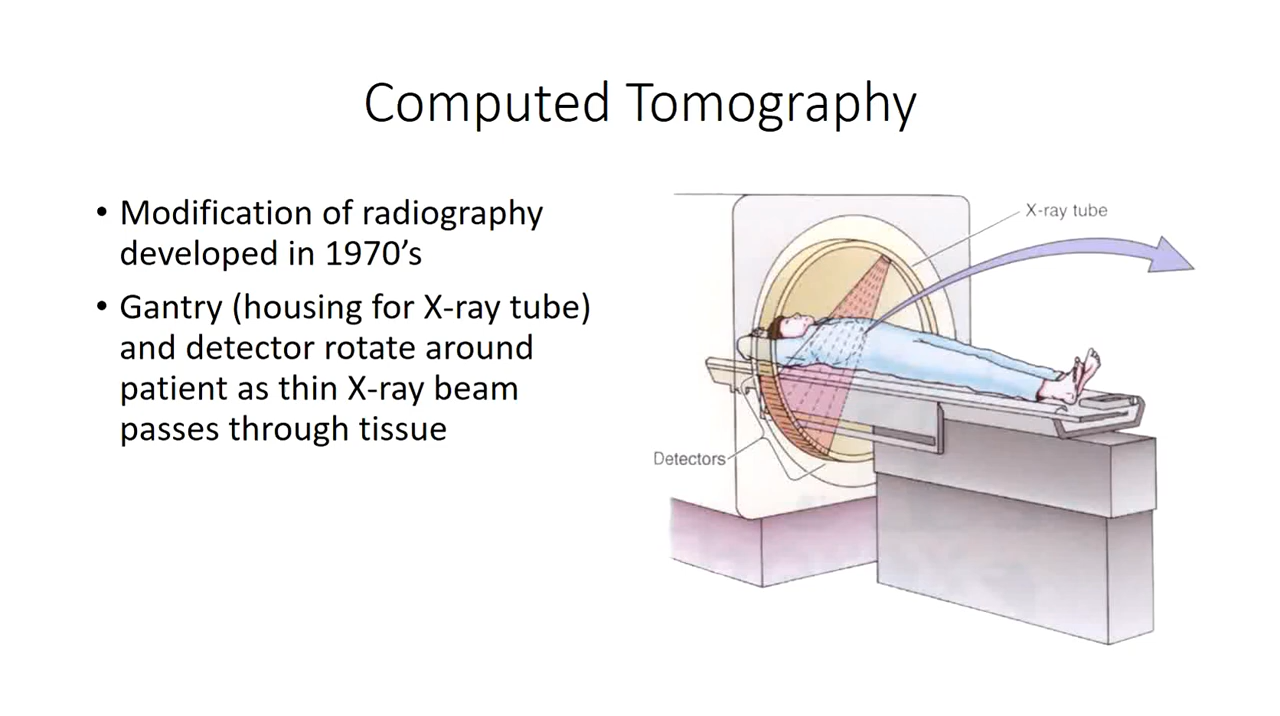 Computed Tomography
• Modification of radiography
developed in 1970’s
• Gantry (housing for X-ray tube)
and detector rotate around
patient as thin X-ray beam
passes through tissue
X-ray tube
Detectors